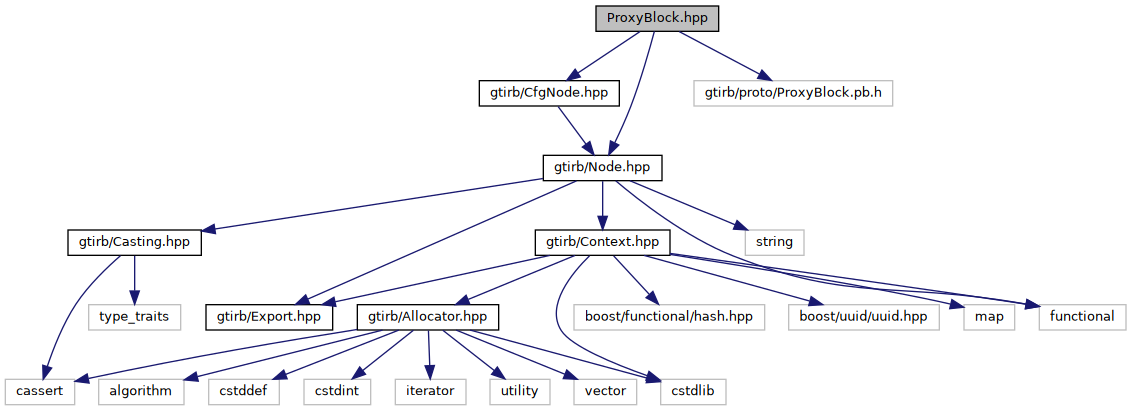 ProxyBlock.hpp
gtirb/CfgNode.hpp
gtirb/proto/ProxyBlock.pb.h
gtirb/Node.hpp
gtirb/Casting.hpp
gtirb/Context.hpp
string
type_traits
gtirb/Export.hpp
gtirb/Allocator.hpp
boost/functional/hash.hpp
boost/uuid/uuid.hpp
map
functional
cassert
algorithm
cstddef
cstdint
iterator
utility
vector
cstdlib